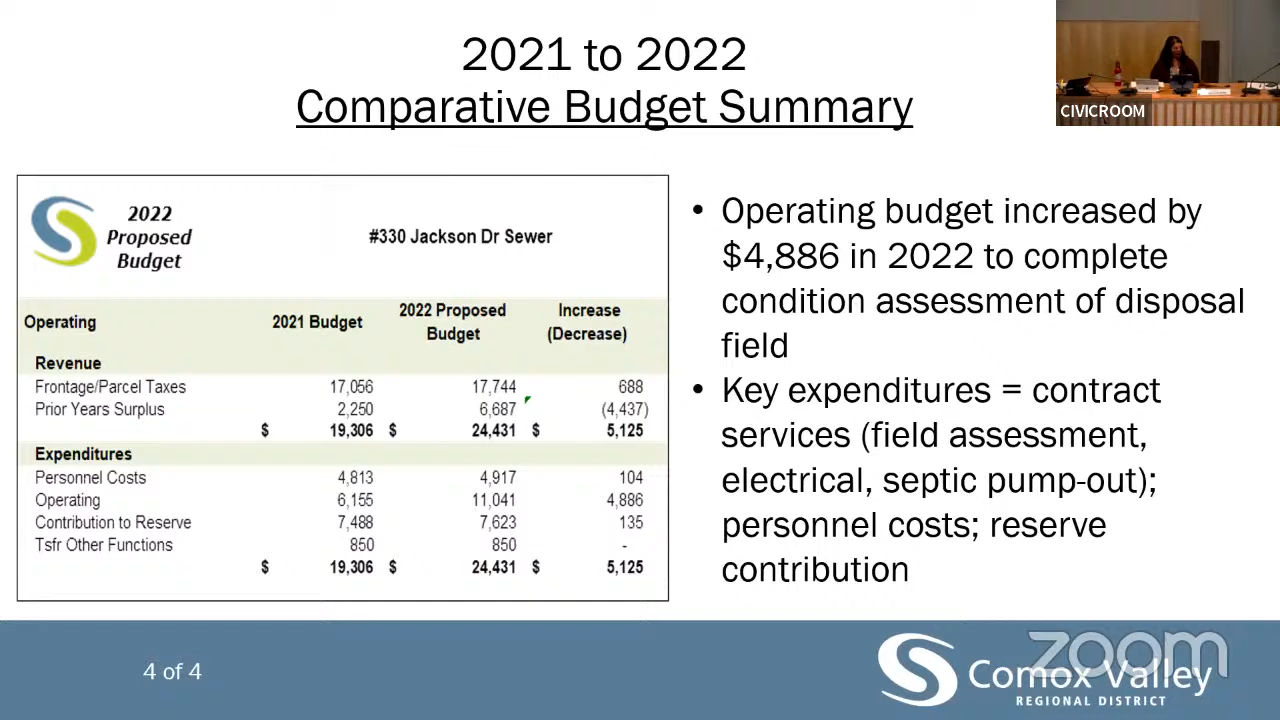 2021 to 2022
Comparative Budget Summary
CIVICROOM
2022
Proposed
Budget
#330 Jackson Dr Sewer
Operating 2021 Budget 2022 Proposed Budget Increase (Decrease)
Revenue
Frontage/Parcel Taxes 17,056 17,744 688
Prior Years Surplus 2,250 6,687 (4,437)
$ 19,306 $ 24,431 $ 5,125
Expenditures
Personnel Costs 4,813 4,917 104
Operating 6,155 11,041 4,886
Contribution to Reserve 7,488 7,623 135
Tsfr Other Functions 850 850 -
$ 19,306 $ 24,431 $ 5,125
• Operating budget increased by
$4,886 in 2022 to complete
condition assessment of disposal
field
• Key expenditures = contract
services (field assessment,
electrical, septic pump-out);
personnel costs; reserve
contribution
4 of 4
zoom
Comox Valley
REGIONAL DISTRICT